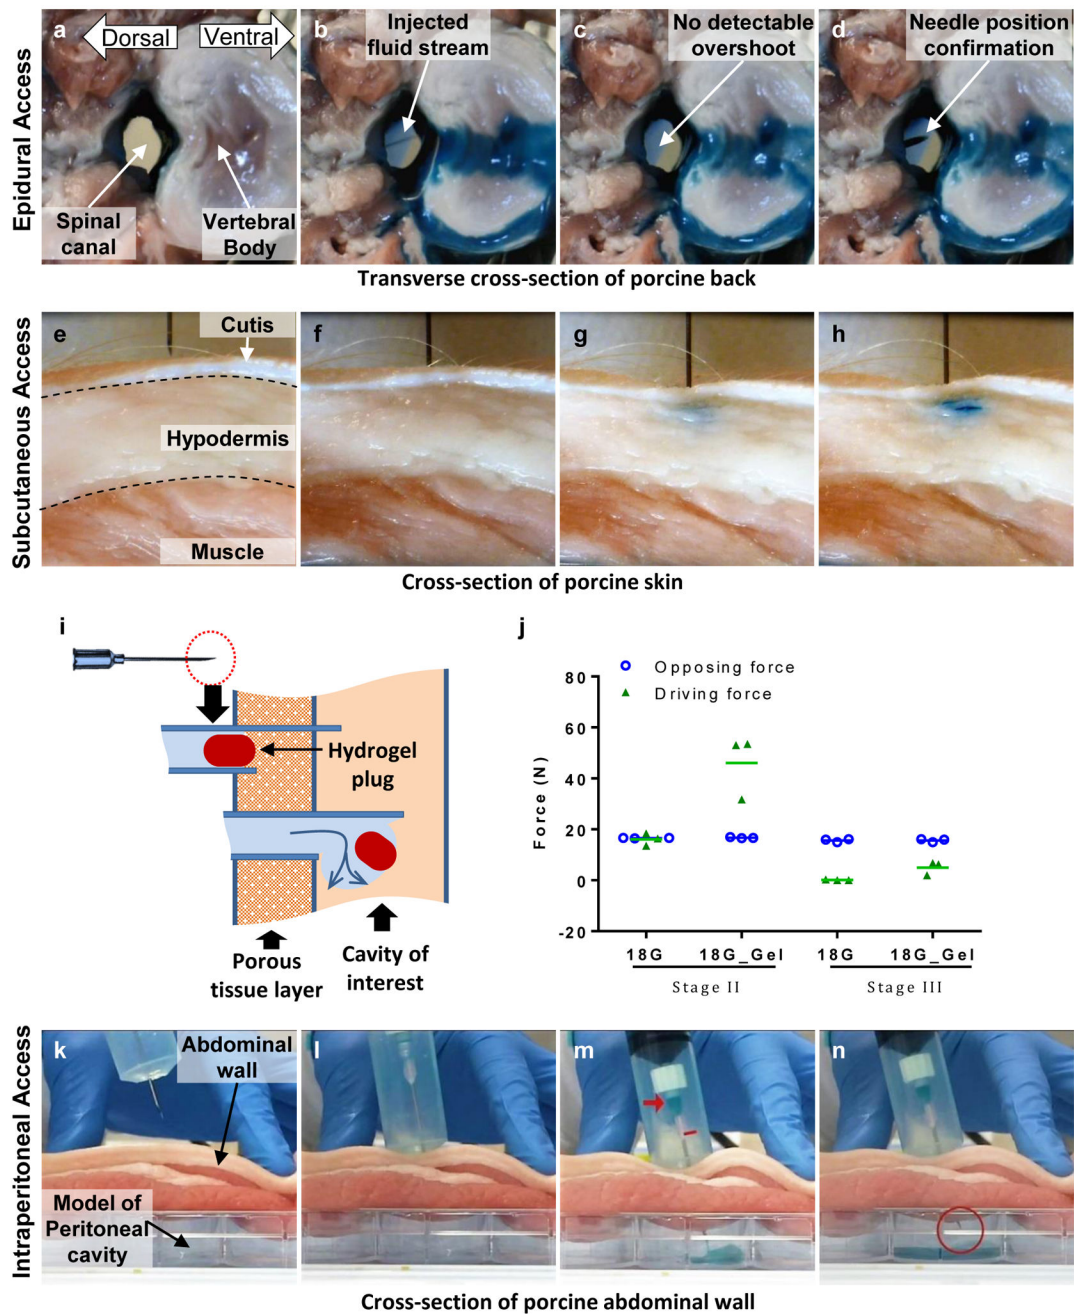 Epidural Access
a
Dorsal
Ventral
Spinal
canal
Vertebral
Body
b
Injected
fluid stream
c
No detectable
overshoot
d
Needle position
confirmation
Transverse cross-section of porcine back
Subcutaneous Access
e
Cutis
Hypodermis
Muscle
f
g
h
Cross-section of porcine skin
i
Hydrogel
plug
Porous
tissue layer
Cavity of
interest
j
Opposing force
Driving force
Force (N)
80
60
40
20
0
-20
18G
18G_Gel
18G
18G_Gel
Stage II
Stage III
Intraperitoneal Access
k
Abdominal
wall
Model of
Peritoneal
cavity
l
m
n
Cross-section of porcine abdominal wall